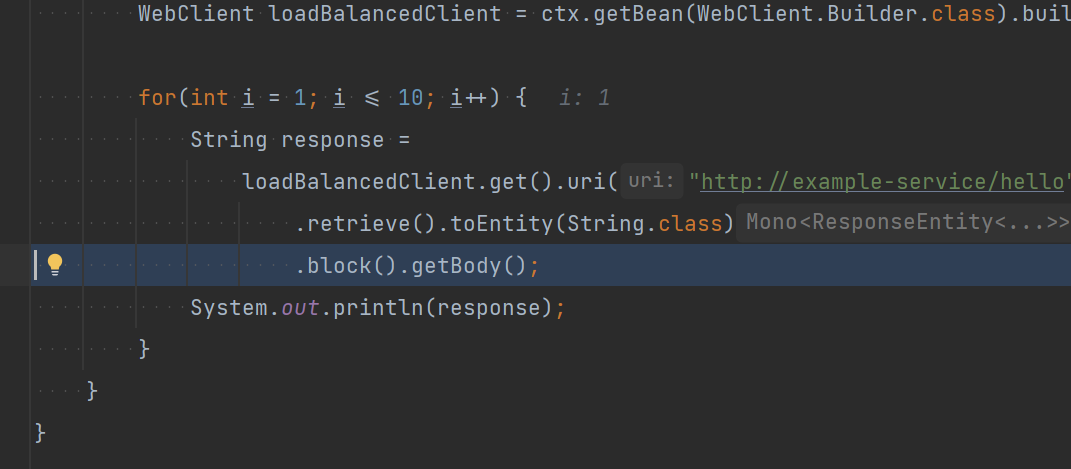 WebClient loadBalancedClient = ctx.getBean(WebClient.Builder.class).buil
for(int i = 1; i <= 10; i++) {   i: 1
String response =
loadBalancedClient.get().uri( uri: "http://example-service/hello"
.retrieve().toEntity(String.class) Mono<ResponseEntity<...>>
.block().getBody();
System.out.println(response);
}
}
}